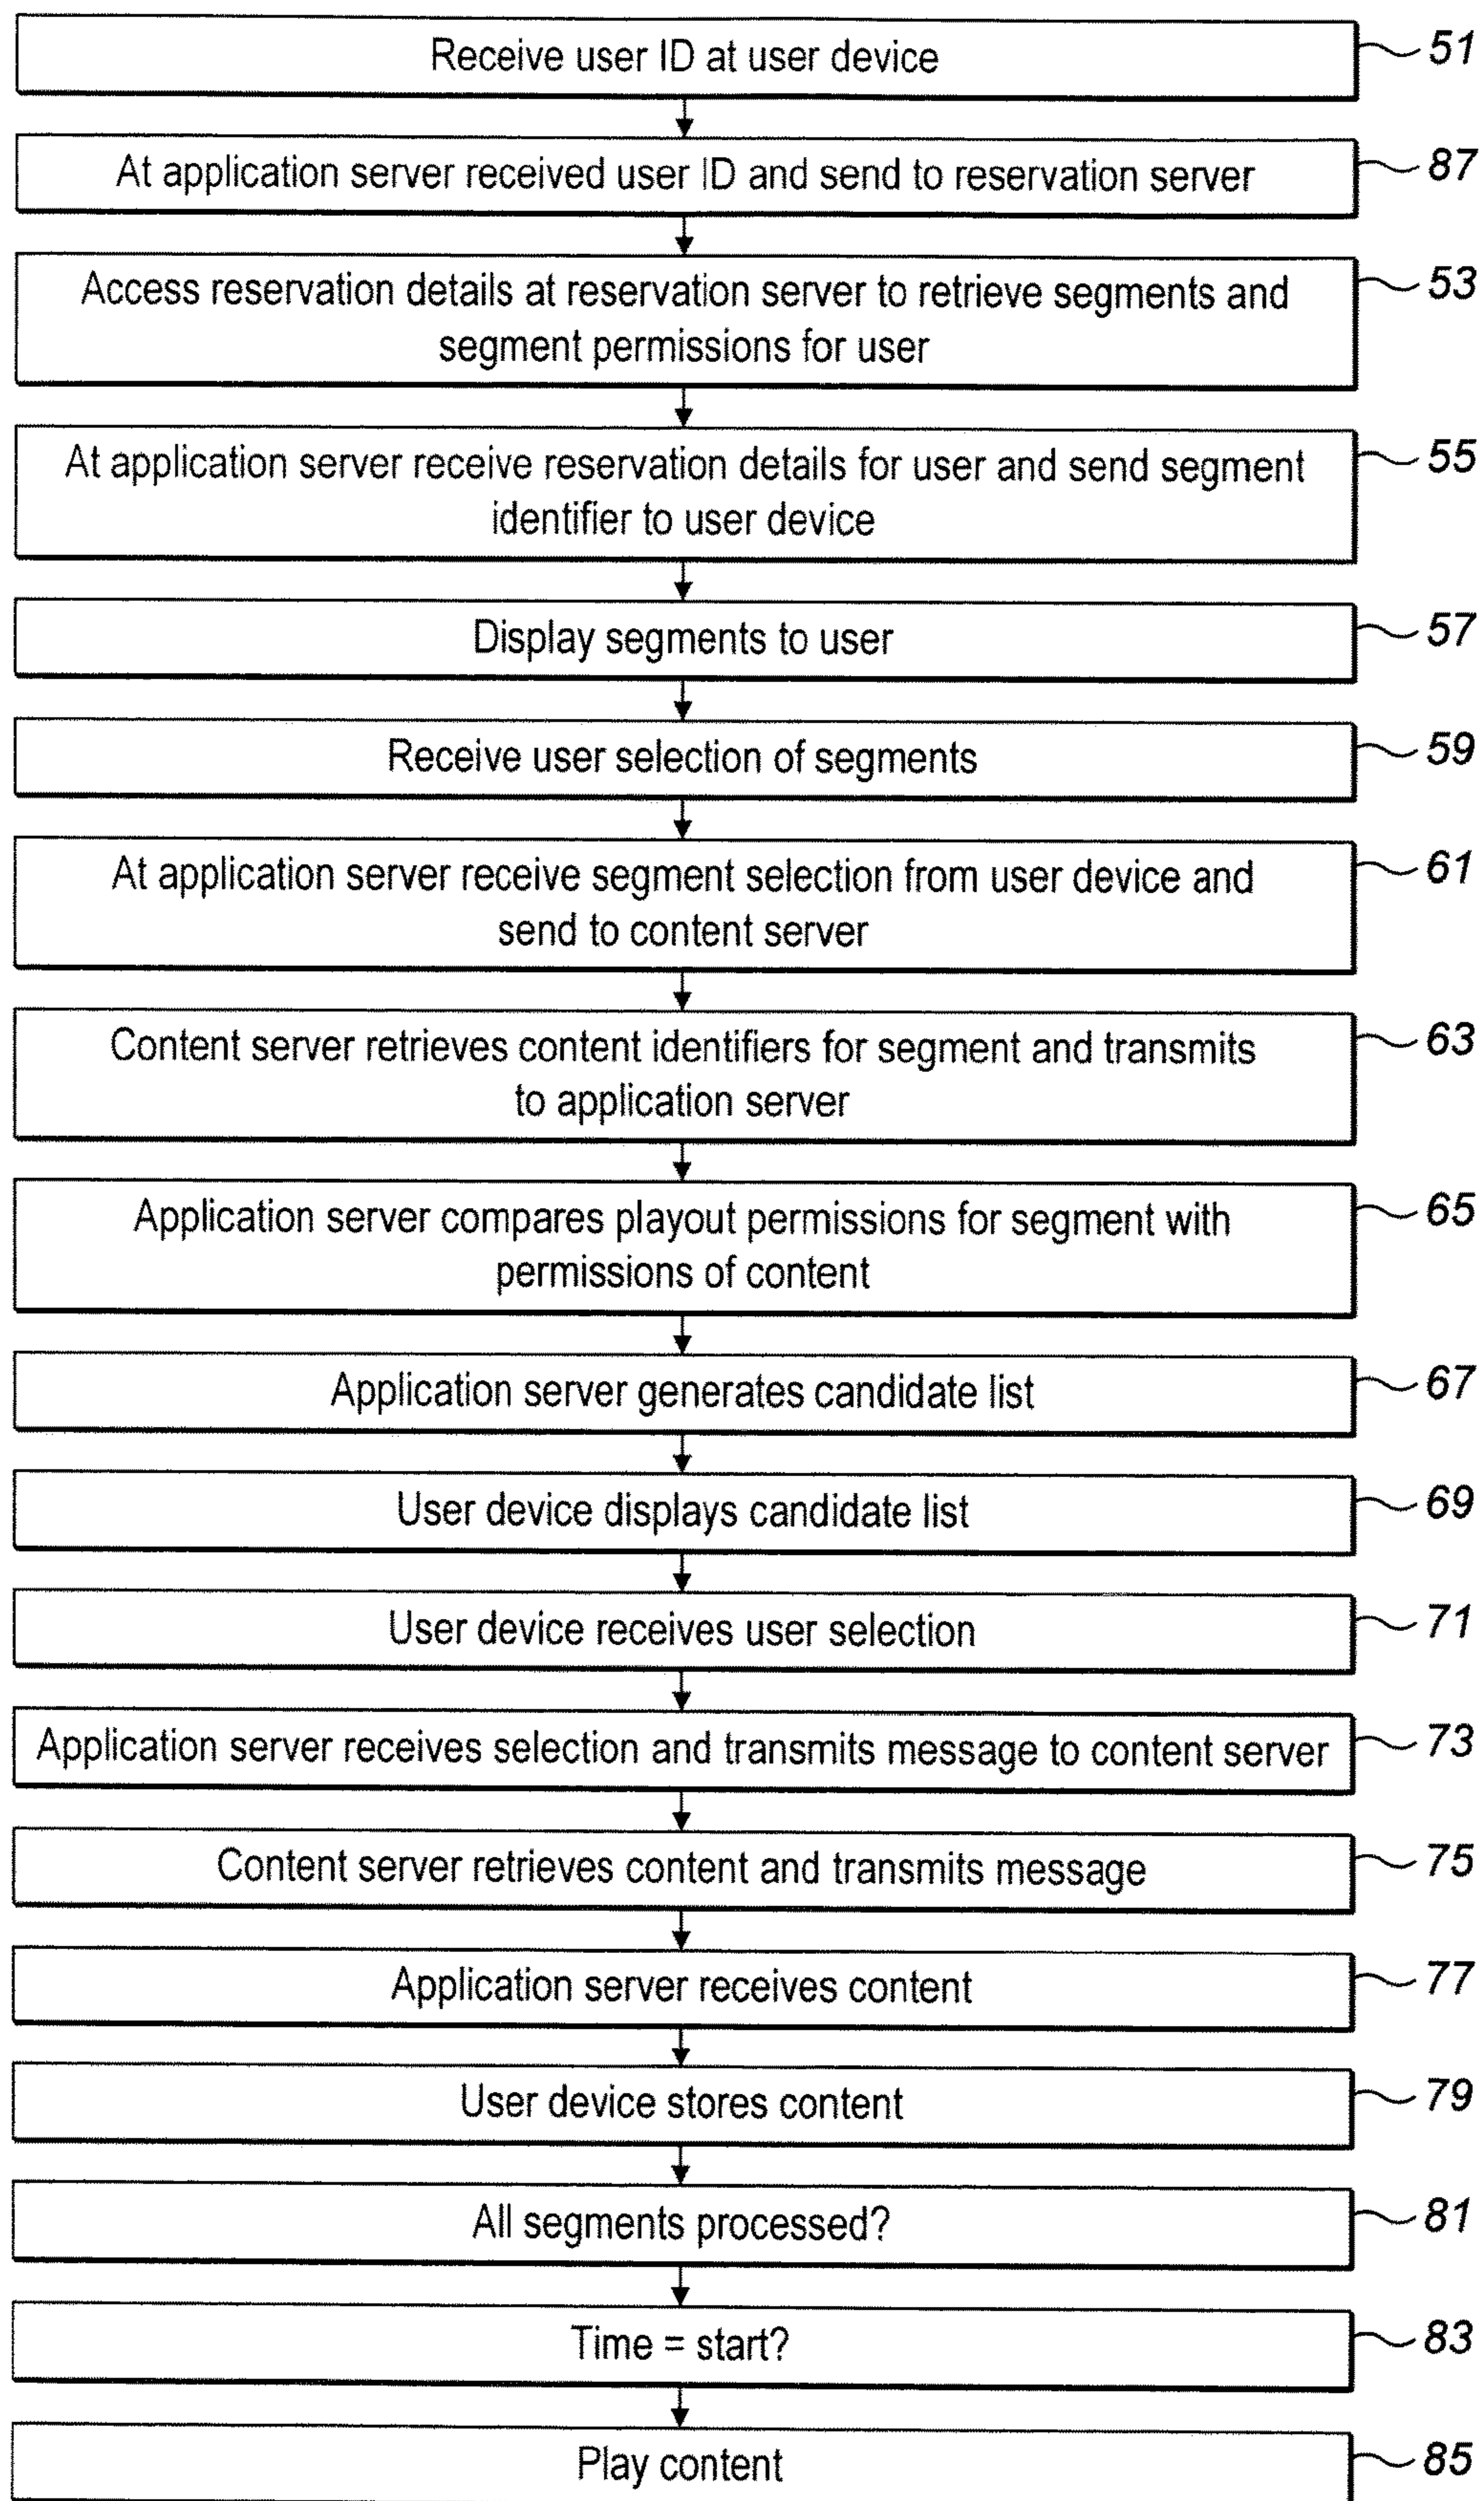 Receive user ID at user device
51
At application server received user ID and send to reservation server
87
Access reservation details at reservation server to retrieve segments and
segment permissions for user
53
At application server receive reservation details for user and send segment
identifier to user device
55
Display segments to user
57
Receive user selection of segments
59
At application server receive segment selection from user device and
send to content server
61
Content server retrieves content identifiers for segment and transmits
to application server
63
Application server compares playout permissions for segment with
permissions of content
65
Application server generates candidate list
67
User device displays candidate list
69
User device receives user selection
71
Application server receives selection and transmits message to content server
73
Content server retrieves content and transmits message
75
Application server receives content
77
User device stores content
79
All segments processed?
81
Time = start?
83
Play content
85